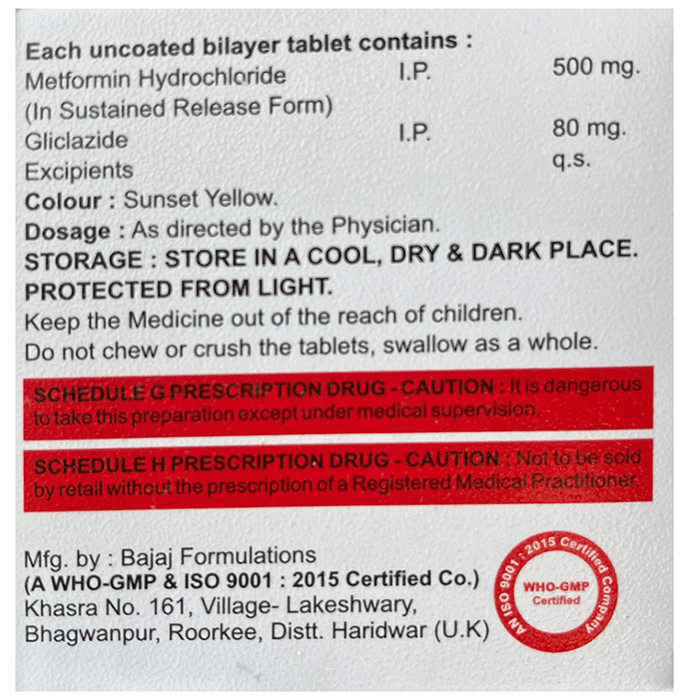 Each uncoated bilayer tablet contains :
Metformin Hydrochloride I.P. 500 mg.
(In Sustained Release Form)
Gliclazide I.P. 80 mg.
Excipients q.s.
Colour : Sunset Yellow.
Dosage : As directed by the Physician.
STORAGE : STORE IN A COOL, DRY & DARK PLACE.
PROTECTED FROM LIGHT.
Keep the Medicine out of the reach of children.
Do not chew or crush the tablets, swallow as a whole.
SCHEDULE G PRESCRIPTION DRUG - CAUTION : It is dangerous
to take this preparation except under medical supervision.
SCHEDULE H PRESCRIPTION DRUG - CAUTION : Not to be sold
by retail without the prescription of a Registered Medical Practitioner.
Mfg. by : Bajaj Formulations
(A WHO-GMP & ISO 9001 : 2015 Certified Co.)
Khasra No. 161, Village- Lakeshwary,
Bhagwanpur, Roorkee, Distt. Haridwar (U.K)
AN ISO 9001 : 2015 Certified Company
WHO-GMP
Certified